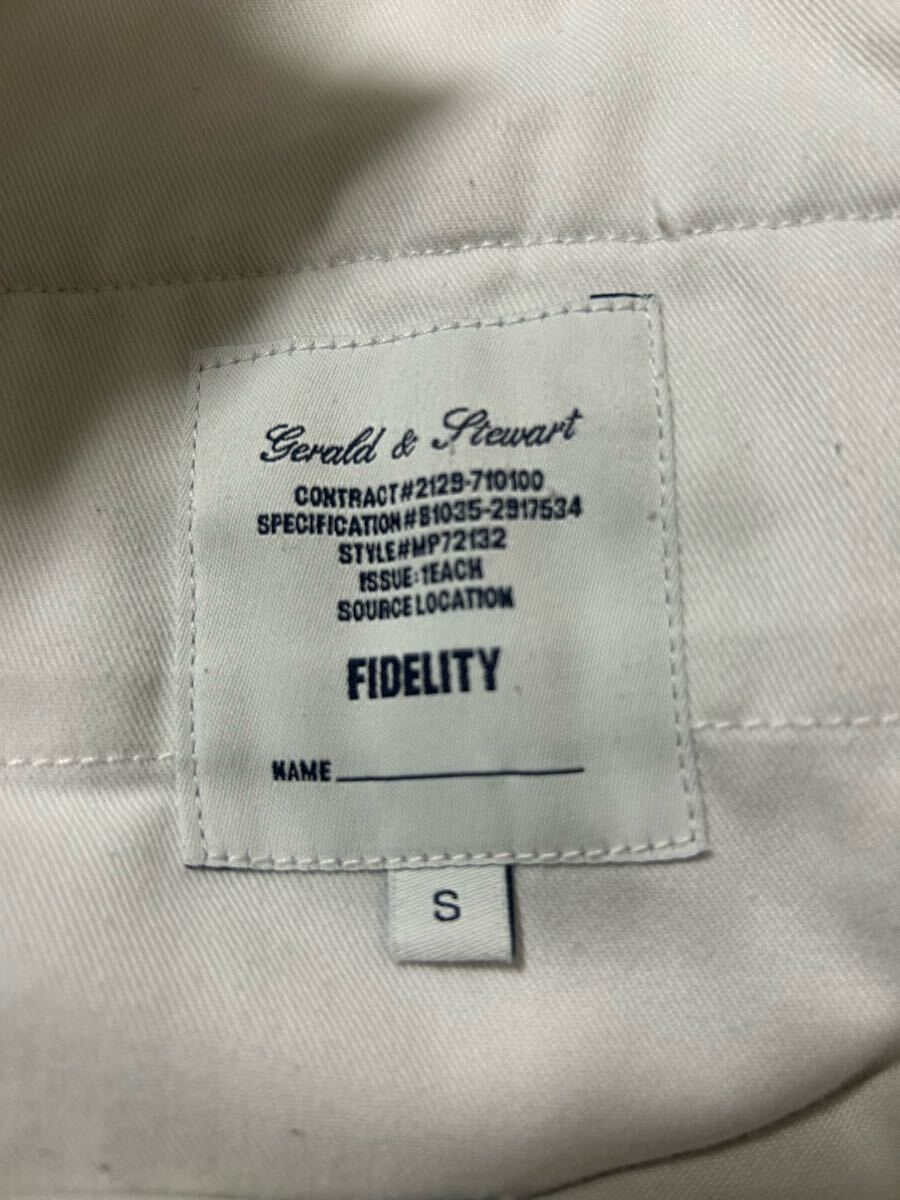 Gerald & Stewart
CONTRACT#2129-710100
SPECIFICATION#81035-2917534
STYLE#MP72132
ISSUE:1EACH
SOURCE LOCATION
FIDELITY
NAME
S